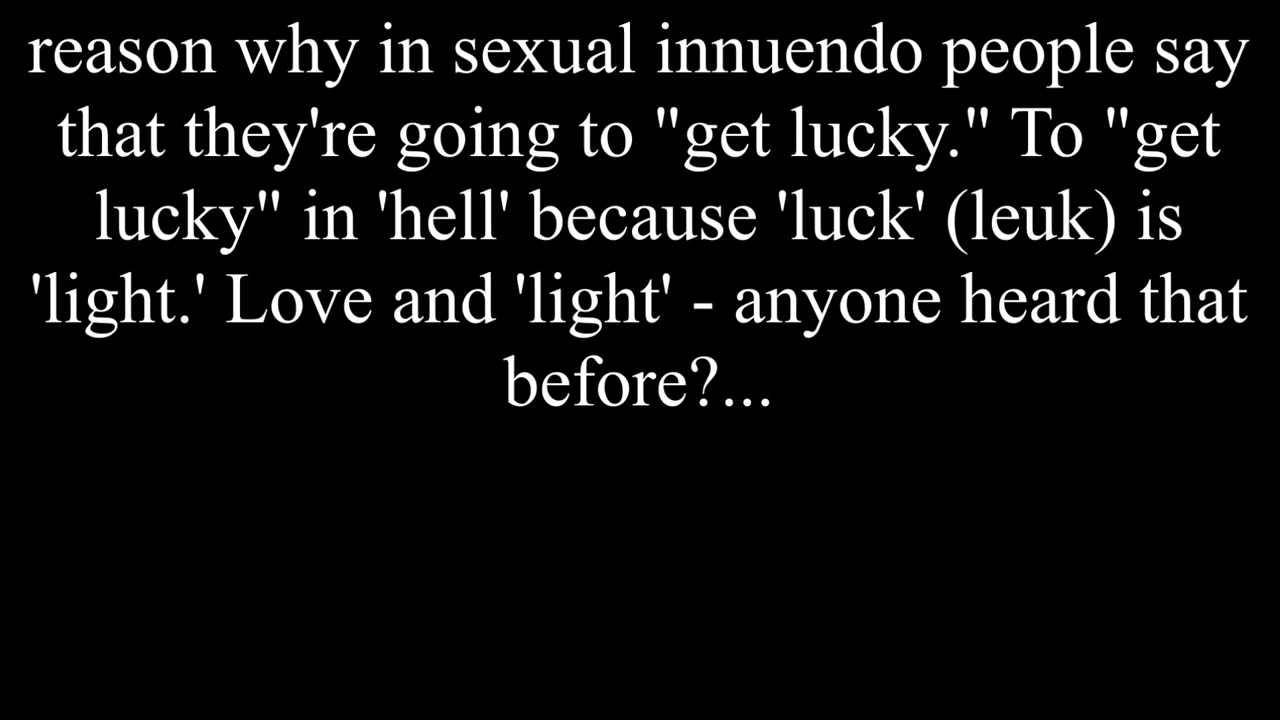 reason why in sexual innuendo people say
that they're going to "get lucky." To "get
lucky" in 'hell' because 'luck' (leuk) is
'light.' Love and 'light' - anyone heard that
before?...